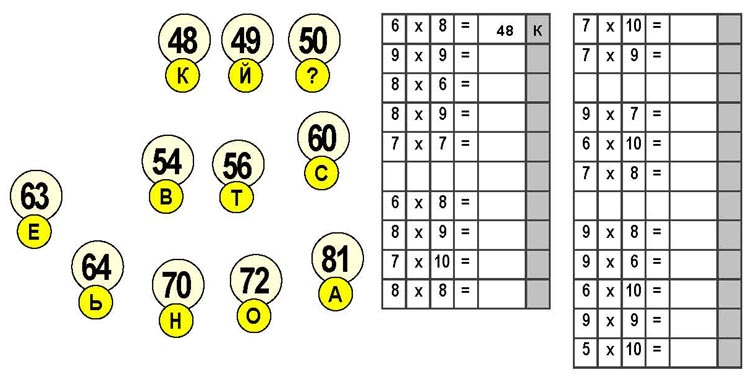 48 49 50
К Й ?
60
С
54 56
В Т
63
Е
64 70 72 81
Ь Н О А
6 х 8 = 48 К
9 х 9 =
8 х 6 =
8 х 9 =
7 х 7 =
6 х 8 =
8 х 9 =
7 х 10 =
8 х 8 =
7 х 10 =
7 х 9 =
9 х 7 =
6 х 10 =
7 х 8 =
9 х 8 =
9 х 6 =
6 х 10 =
9 х 9 =
5 х 10 =